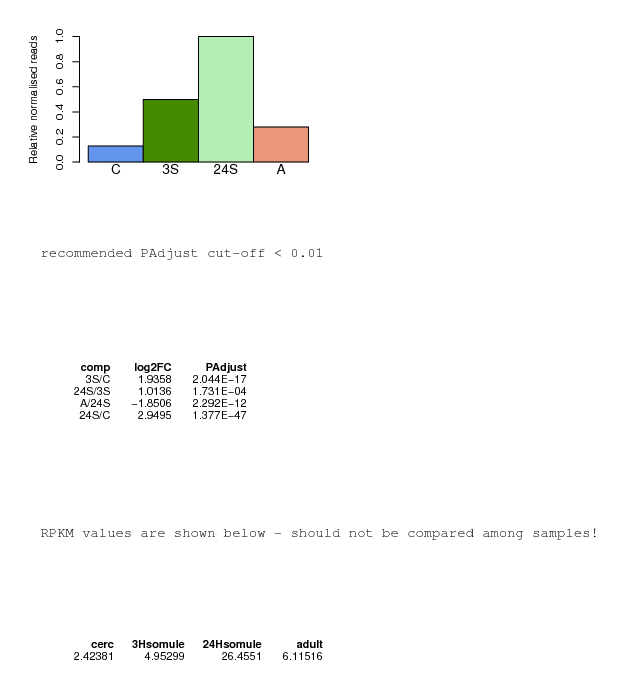 Relative normalised reads
1.0
0.8
0.6
0.4
0.2
0.0
C 3S 24S A
recommended PAdjust cut-off < 0.01
comp log2FC PAdjust
3S/C 1.9358 2.044E−17
24S/3S 1.0136 1.731E−04
A/24S −1.8506 2.292E−12
24S/C 2.9495 1.377E−47
RPKM values are shown below - should not be compared among samples!
cerc 3Hsomule 24Hsomule adult
2.42381 4.95299 26.4551 6.11516